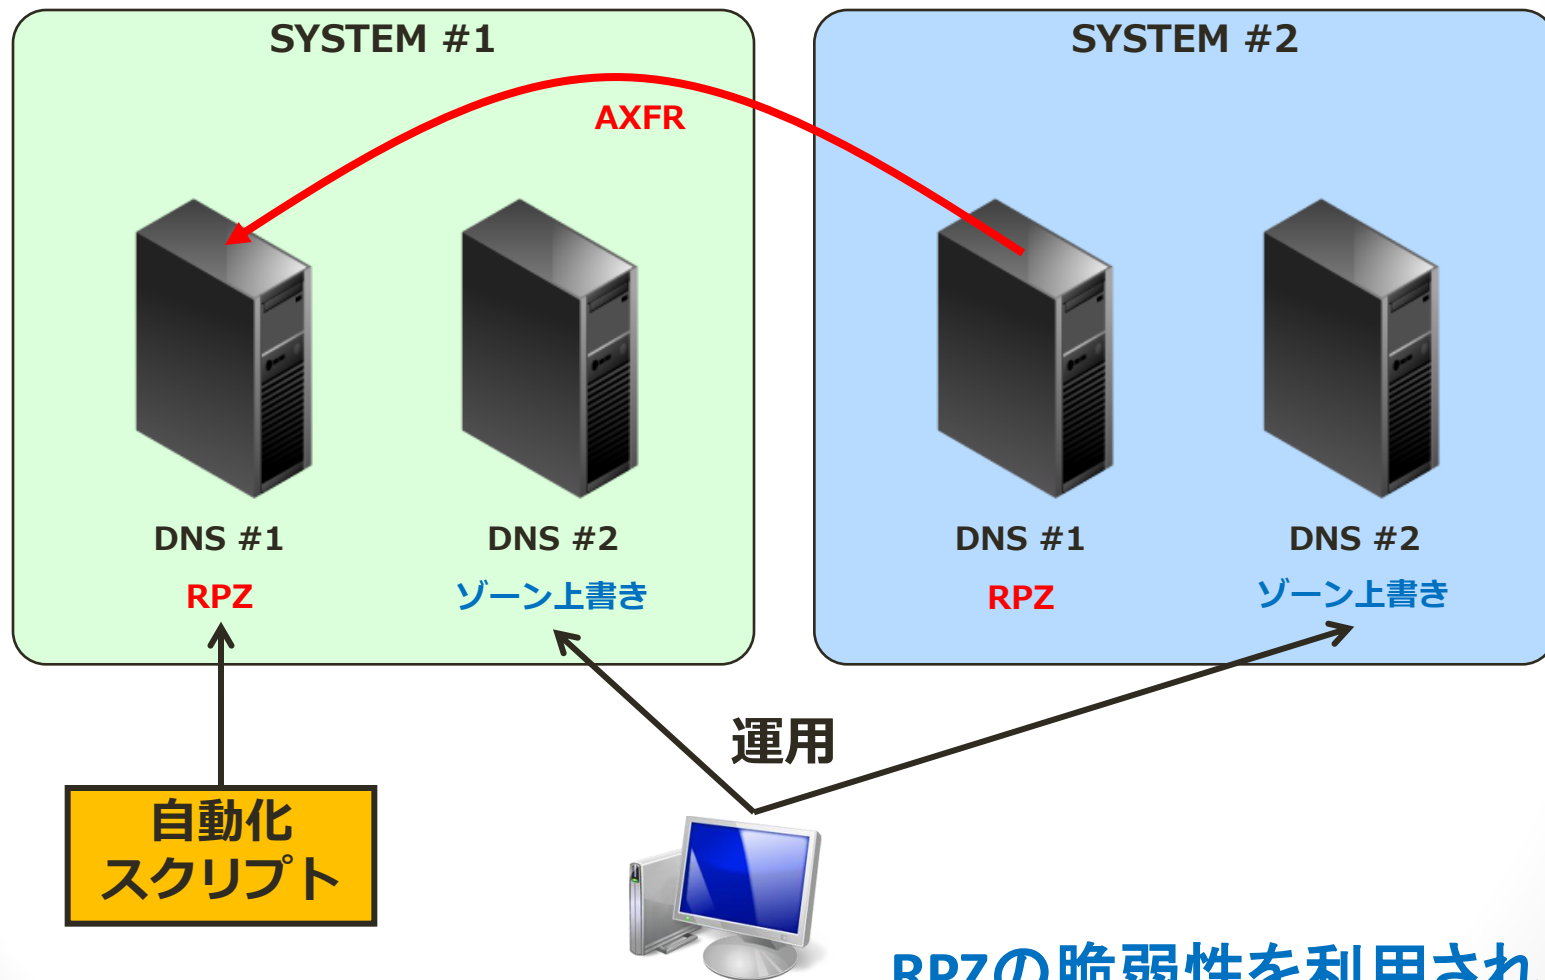 SYSTEM #1
SYSTEM #2
AXFR
DNS #1
DNS #2
DNS #1
DNS #2
RPZ
ゾーン上書き
RPZ
ゾーン上書き
運用
自動化
スクリプト
RPZの脆弱性を利用され